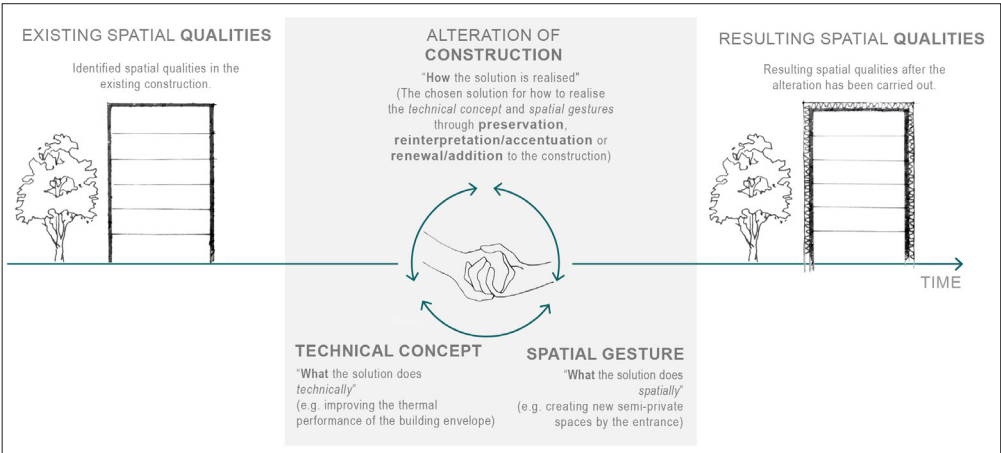 EXISTING SPATIAL QUALITIES
Identified spatial qualities in the
existing construction.
ALTERATION OF
CONSTRUCTION
"How the solution is realised"
(The chosen solution for how to realise
the technical concept and spatial gestures
through preservation,
reinterpretation/accentuation or
renewal/addition to the construction)
RESULTING SPATIAL QUALITIES
Resulting spatial qualities after the
alteration has been carried out.
TIME
TECHNICAL CONCEPT
"What the solution does
technically"
(e.g. improving the thermal
performance of the building envelope)
SPATIAL GESTURE
"What the solution does
spatially"
(e.g. creating new semi-private
spaces by the entrance)